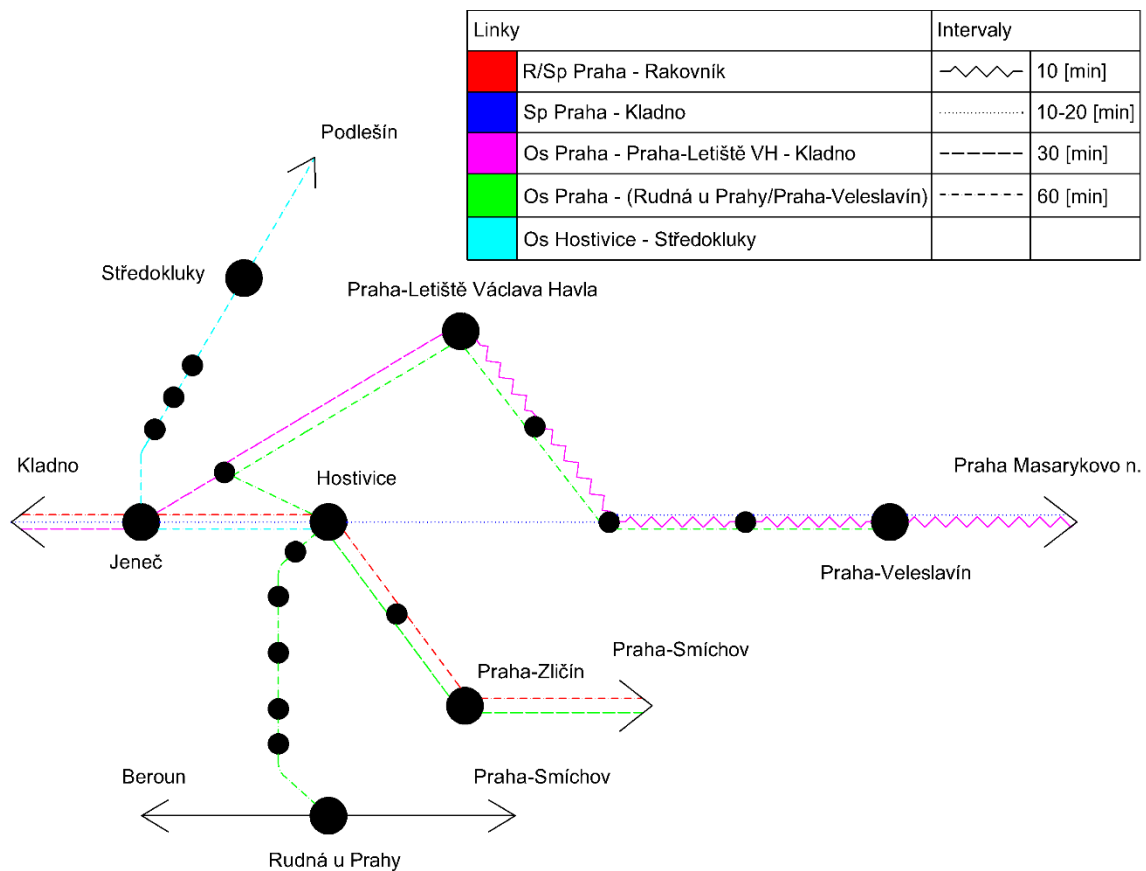 Linky Intervaly
R/Sp Praha - Rakovník 10 [min]
Sp Praha - Kladno 10-20 [min]
Os Praha - Praha-Letiště VH - Kladno 30 [min]
Os Praha - (Rudná u Prahy/Praha-Veleslavín) 60 [min]
Os Hostivice - Středokluky
Podlešín
Středokluky
Praha-Letiště Václava Havla
Kladno
Hostivice
Praha Masarykovo n.
Jeneč
Praha-Veleslavín
Praha-Smíchov
Praha-Zličín
Beroun
Praha-Smíchov
Rudná u Prahy